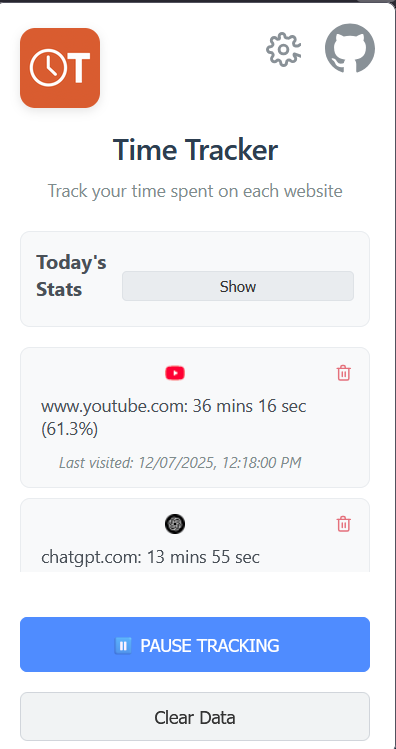 T
Time Tracker
Track your time spent on each website
Today's
Stats
Show
www.youtube.com: 36 mins 16 sec
(61.3%)
Last visited: 12/07/2025, 12:18:00 PM
chatgpt.com: 13 mins 55 sec
⏸ PAUSE TRACKING
Clear Data